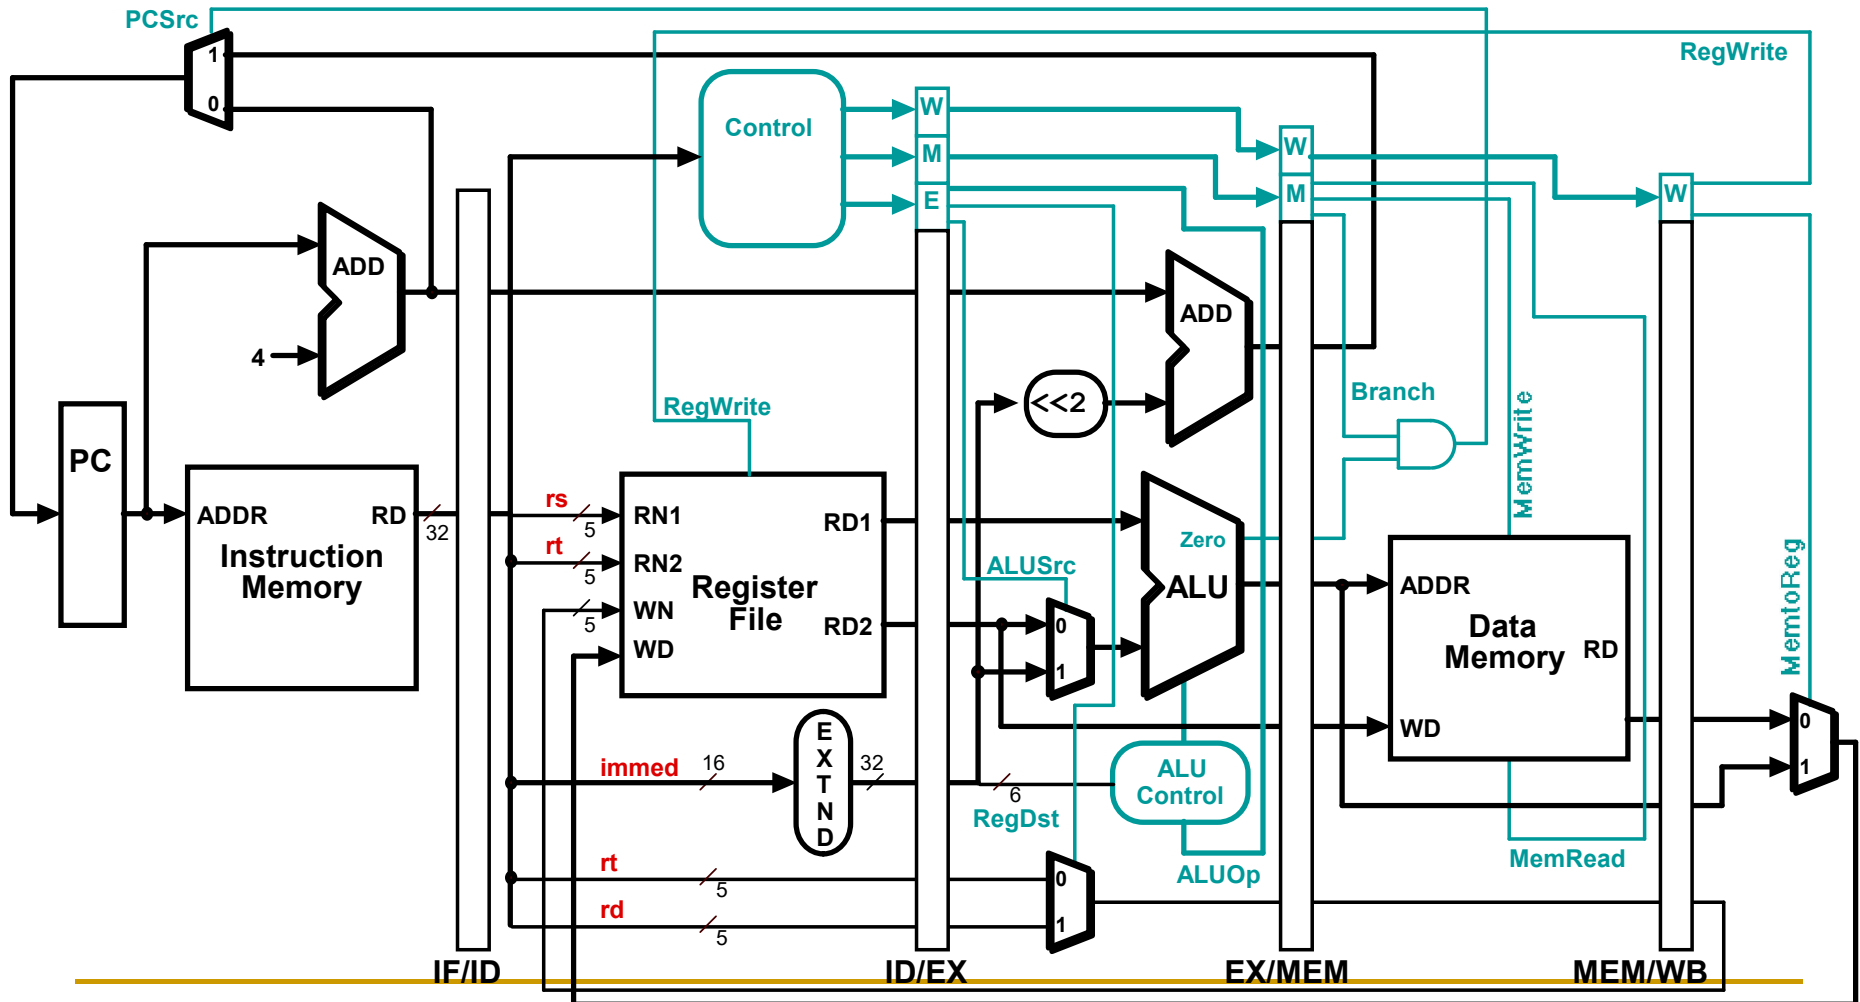 PCSrc
1
0
RegWrite
Control
W
M
E
W
M
W
ADD
4
ADD
<<2
Branch
RegWrite
MemWrite
MemtoReg
PC
ADDR
RD
32
Instruction
Memory
rs
5
rt
5
5
RN1
RN2
WN
WD
Register
File
RD1
RD2
ALUSrc
0
1
Zero
ALU
ADDR
Data
Memory
RD
WD
0
1
immed
16
E
X
T
N
D
32
6
ALU
Control
RegDst
ALUOp
MemRead
rt
5
rd
5
0
1
IF/ID
ID/EX
EX/MEM
MEM/WB